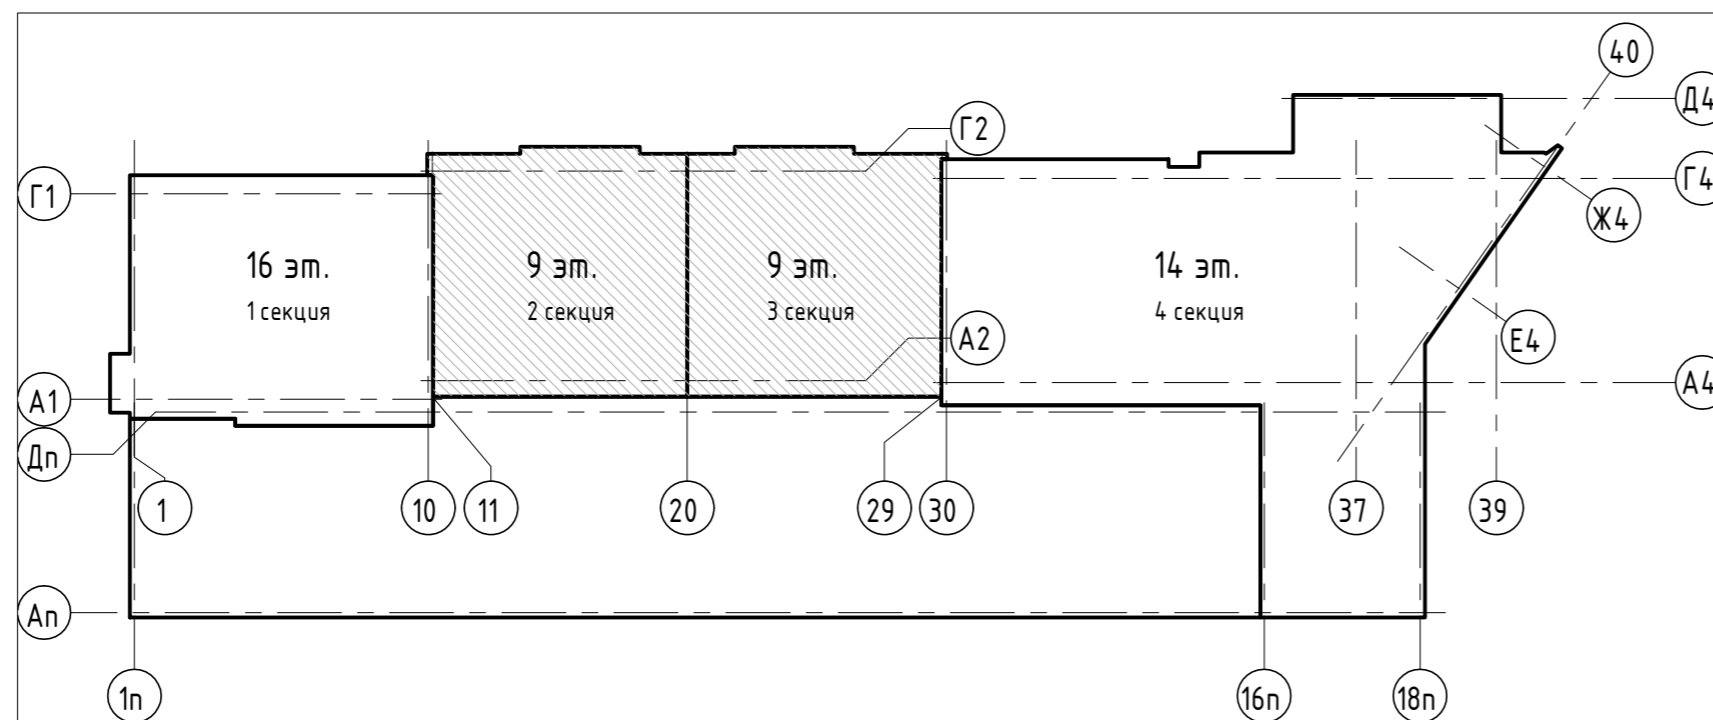 40
Д4
Г2
Г1
Г4
Ж4
16 эт.
9 эт.
9 эт.
14 эт.
1 секция
2 секция
3 секция
4 секция
А2
Е4
А1
А4
Дп
1
10
11
20
29
30
37
39
Ап
1п
16п
18п